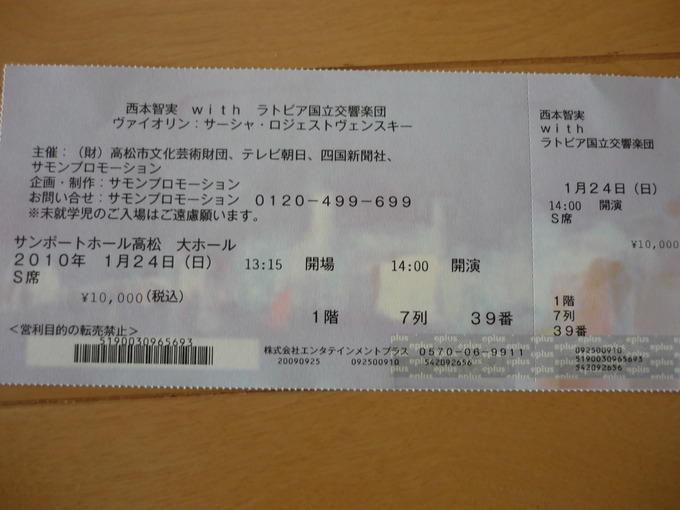 西本智実 with ラトビア国立交響楽団
ヴァイオリン：サーシャ・ロジェストヴェンスキー
主催：（財）高松市文化芸術財団、テレビ朝日、四国新聞社、
サモンプロモーション
企画・制作：サモンプロモーション
お問い合せ：サモンプロモーション 0120-499-699
※未就学児のご入場はご遠慮願います。
サンポートホール高松 大ホール
2010年 1月24日（日） 13:15 開場 14:00 開演
S席
¥10,000(税込)
1階 7列 39番
＜営利目的の転売禁止＞
5190030965693
株式会社エンタテインメントプラス 0570-06-9911
20090925 092500910 542092656
西本智実
with
ラトビア国立交響楽団
1月24日（日）
14:00 開演
S席
¥10,000
1階
7列
39番
092500910
5190030965693
542092656
eplus